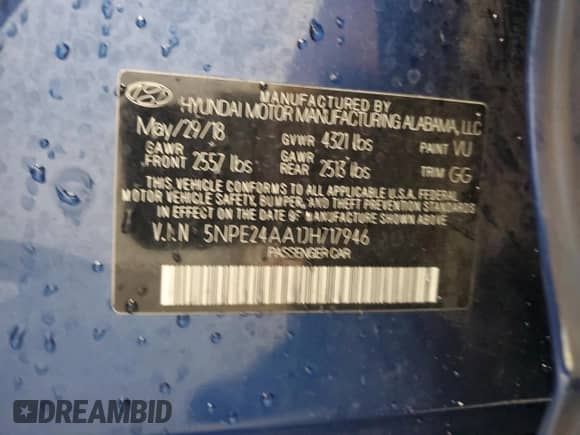 MANUFACTURED BY
HYUNDAI MOTOR MANUFACTURING ALABAMA, LLC
May/29/18 GVWR 4321 lbs PAINT VU
GAWR FRONT 2557 lbs GAWR REAR 2513 lbs TRIM GG
THIS VEHICLE CONFORMS TO ALL APPLICABLE U.S.A. FEDERAL
MOTOR VEHICLE SAFETY, BUMPER, AND THEFT PREVENTION STANDARDS
IN EFFECT ON THE DATE OF MANUFACTURE SHOWN ABOVE.
V.I.N 5NPE24AA1JH717946
PASSENGER CAR
DREAMBID